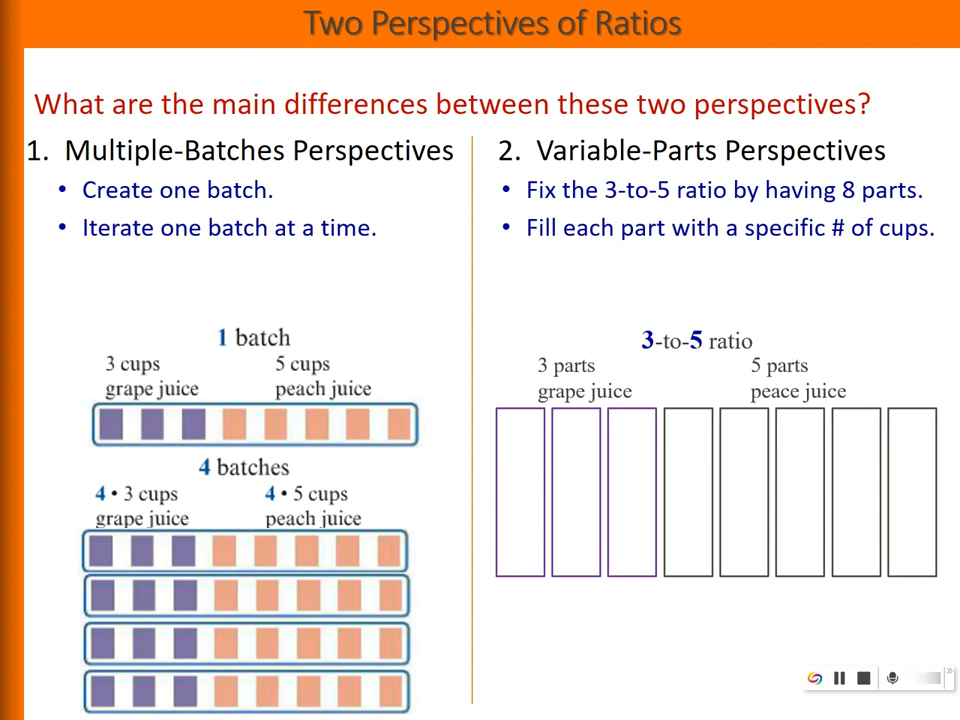 Two Perspectives of Ratios
What are the main differences between these two perspectives?
1. Multiple-Batches Perspectives
• Create one batch.
• Iterate one batch at a time.
1 batch
3 cups 5 cups
grape juice peach juice
4 batches
4 • 3 cups 4 • 5 cups
grape juice peach juice
2. Variable-Parts Perspectives
• Fix the 3-to-5 ratio by having 8 parts.
• Fill each part with a specific # of cups.
3-to-5 ratio
3 parts 5 parts
grape juice peace juice